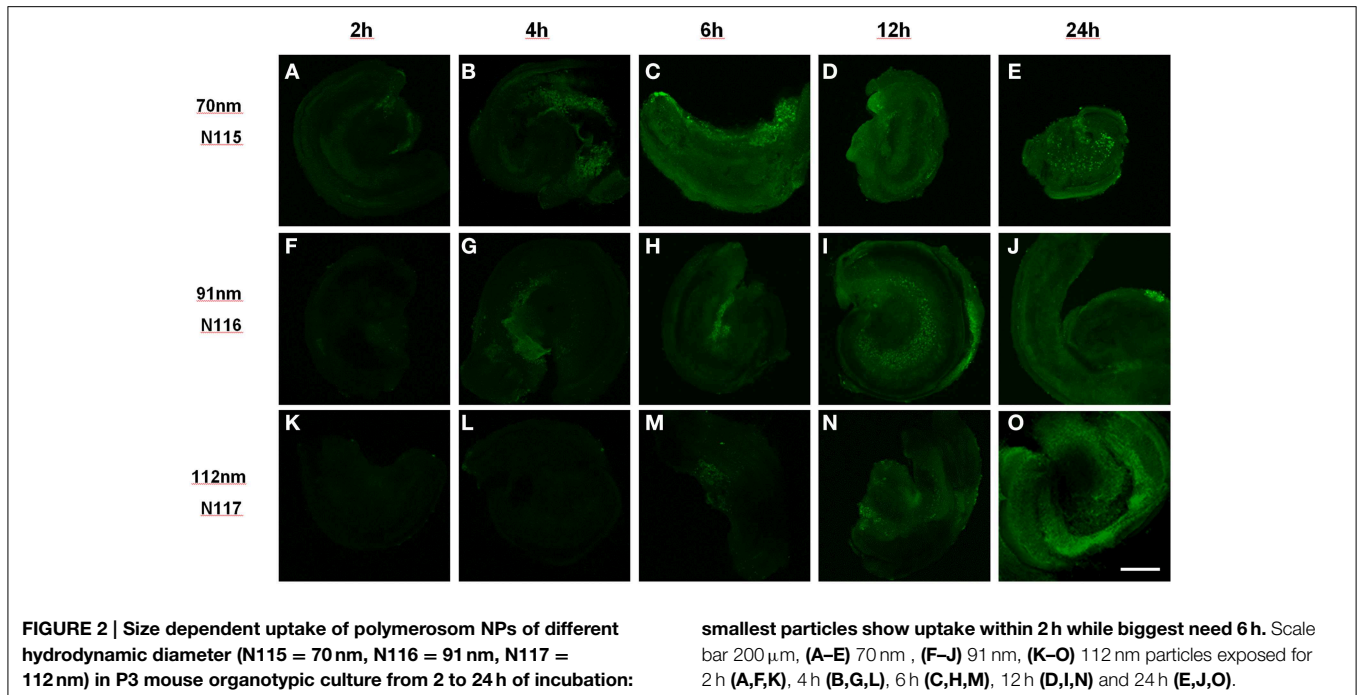 2h 4h 6h 12h 24h
A B C D E
70nm
N115
F G H I J
91nm
N116
K L M N O
112nm
N117
FIGURE 2 | Size dependent uptake of polymerosom NPs of different
hydrodynamic diameter (N115 = 70 nm, N116 = 91 nm, N117 =
112 nm) in P3 mouse organotypic culture from 2 to 24 h of incubation:
smallest particles show uptake within 2 h while biggest need 6 h. Scale
bar 200 μm, (A–E) 70 nm , (F–J) 91 nm, (K–O) 112 nm particles exposed for
2 h (A,F,K), 4 h (B,G,L), 6 h (C,H,M), 12 h (D,I,N) and 24 h (E,J,O).